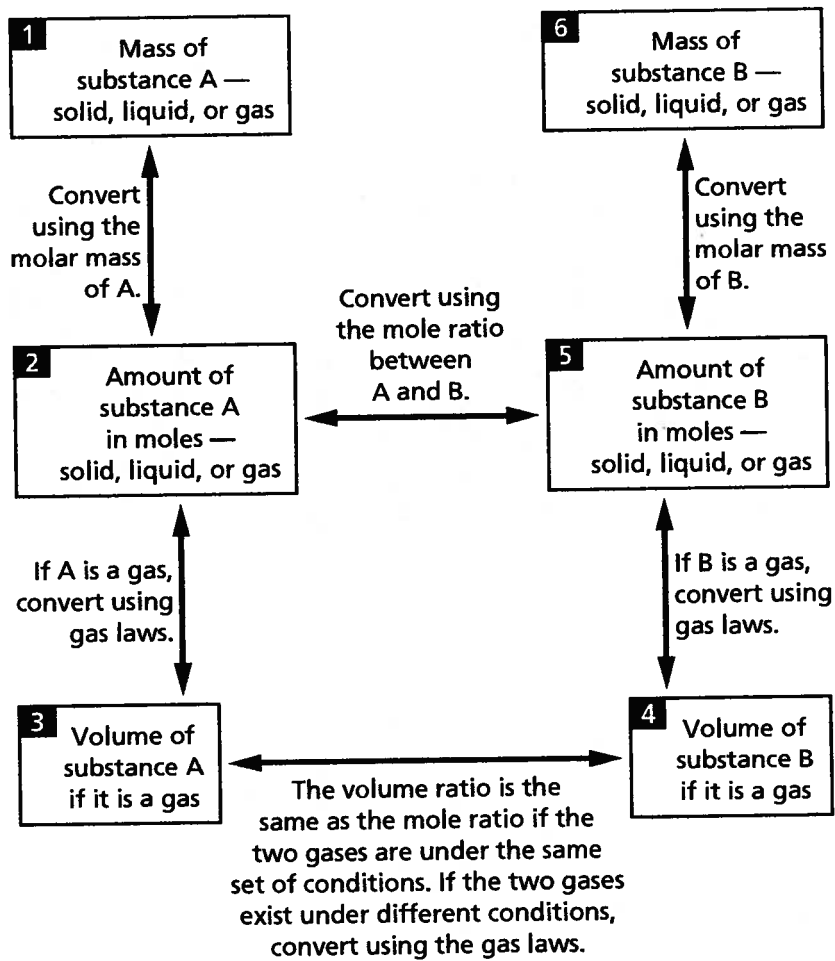 1
Mass of
substance A —
solid, liquid, or gas
6
Mass of
substance B —
solid, liquid, or gas
Convert
using the
molar mass
of A.
Convert
using the
molar mass
of B.
Convert using
the mole ratio
between
A and B.
2
Amount of
substance A
in moles —
solid, liquid, or gas
5
Amount of
substance B
in moles —
solid, liquid, or gas
If A is a gas,
convert using
gas laws.
If B is a gas,
convert using
gas laws.
3
Volume of
substance A
if it is a gas
4
Volume of
substance B
if it is a gas
The volume ratio is the
same as the mole ratio if the
two gases are under the same
set of conditions. If the two gases
exist under different conditions,
convert using the gas laws.